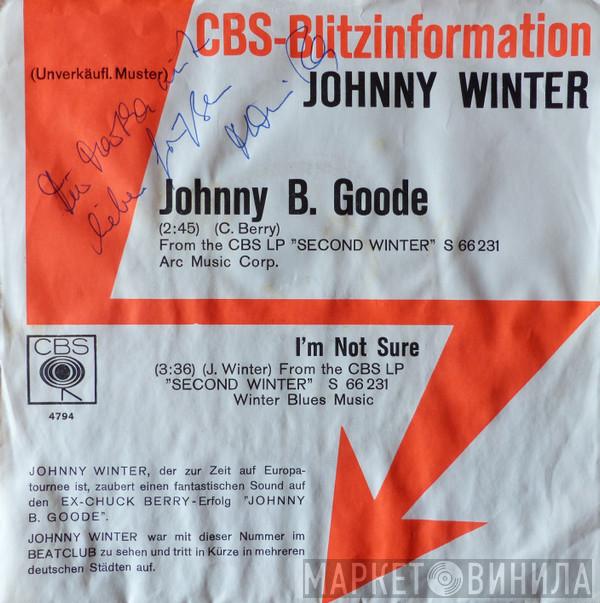 CBS-Blitzinformation
(Unverkäufl. Muster)
JOHNNY WINTER
Für mit
lieben Grüßen
Johnny B. Goode
(2:45) (C. Berry)
From the CBS LP "SECOND WINTER" S 66 231
Arc Music Corp.
CBS
4794
I'm Not Sure
(3:36) (J. Winter) From the CBS LP
"SECOND WINTER" S 66 231
Winter Blues Music
JOHNNY WINTER, der zur Zeit auf Europa-
tournee ist, zaubert einen fantastischen Sound auf
den EX-CHUCK BERRY-Erfolg "JOHNNY
B. GOODE".
JOHNNY WINTER war mit dieser Nummer im
BEATCLUB zu sehen und tritt in Kürze in mehreren
deutschen Städten auf.
МАРКЕТ ВИНИЛА